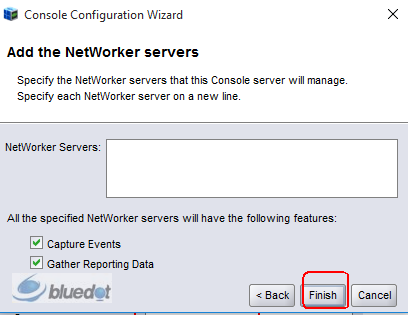 Console Configuration Wizard
Add the NetWorker servers
Specify the NetWorker servers that this Console server will manage.
Specify each NetWorker server on a new line.
NetWorker Servers:
All the specified NetWorker servers will have the following features:
Capture Events
Gather Reporting Data
bluedot
< Back
Finish
Cancel